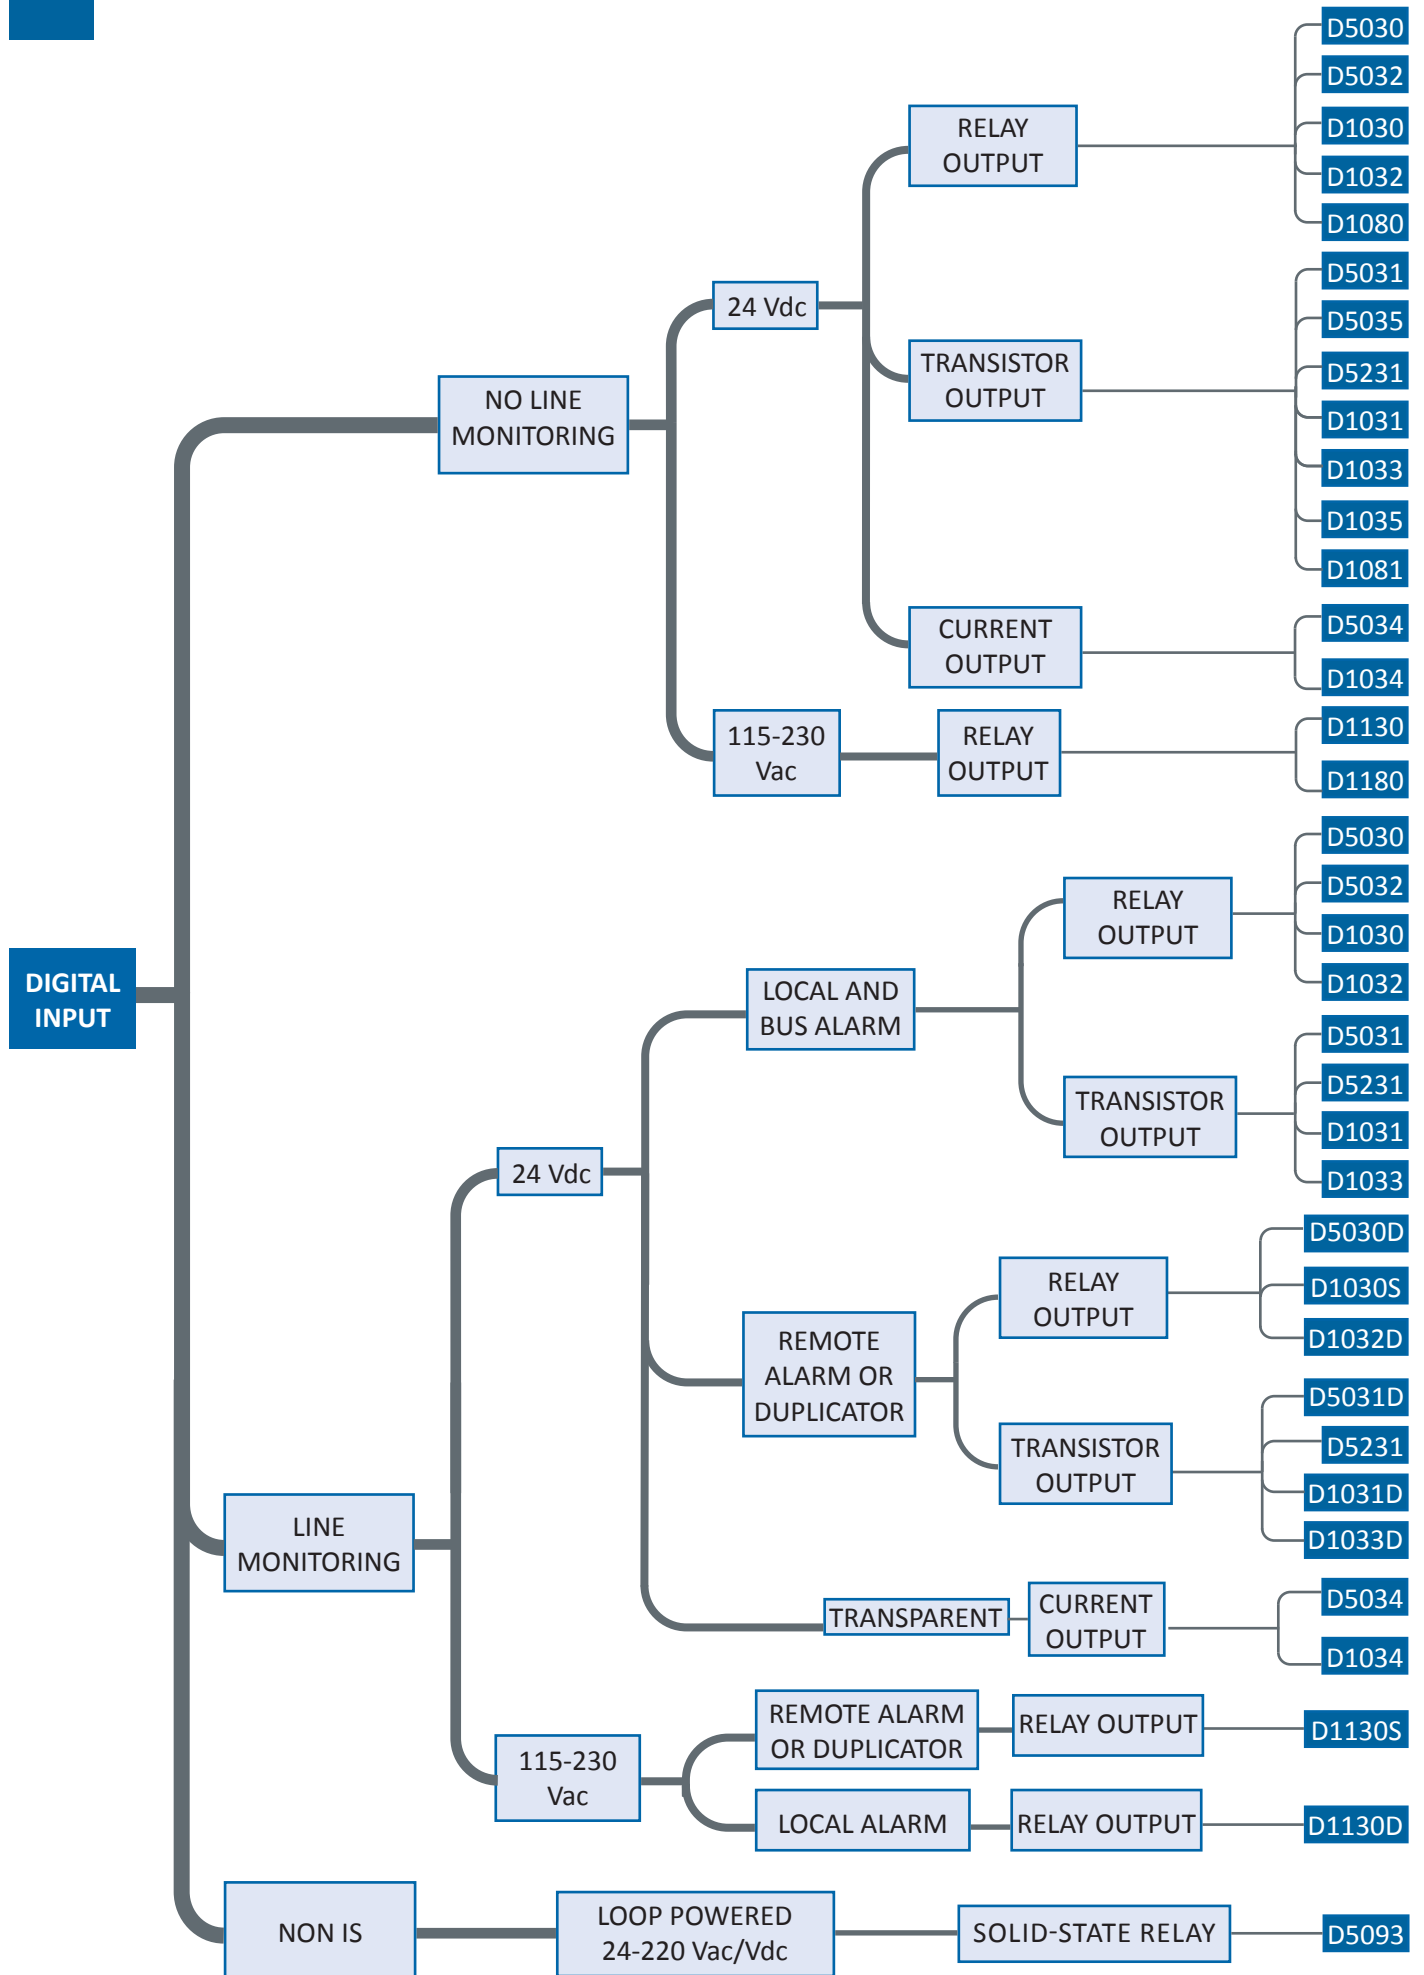 DIGITAL
INPUT
NO LINE
MONITORING
24 Vdc
RELAY
OUTPUT
D5030
D5032
D1030
D1032
D1080
TRANSISTOR
OUTPUT
D5031
D5035
D5231
D1031
D1033
D1035
D1081
CURRENT
OUTPUT
D5034
D1034
115-230
Vac
RELAY
OUTPUT
D1130
D1180
LINE
MONITORING
24 Vdc
LOCAL AND
BUS ALARM
RELAY
OUTPUT
D5030
D5032
D1030
D1032
TRANSISTOR
OUTPUT
D5031
D5231
D1031
D1033
REMOTE
ALARM OR
DUPLICATOR
RELAY
OUTPUT
D5030D
D1030S
D1032D
TRANSISTOR
OUTPUT
D5031D
D5231
D1031D
D1033D
TRANSPARENT
CURRENT
OUTPUT
D5034
D1034
115-230
Vac
REMOTE ALARM
OR DUPLICATOR
RELAY OUTPUT
D1130S
LOCAL ALARM
RELAY OUTPUT
D1130D
NON IS
LOOP POWERED
24-220 Vac/Vdc
SOLID-STATE RELAY
D5093